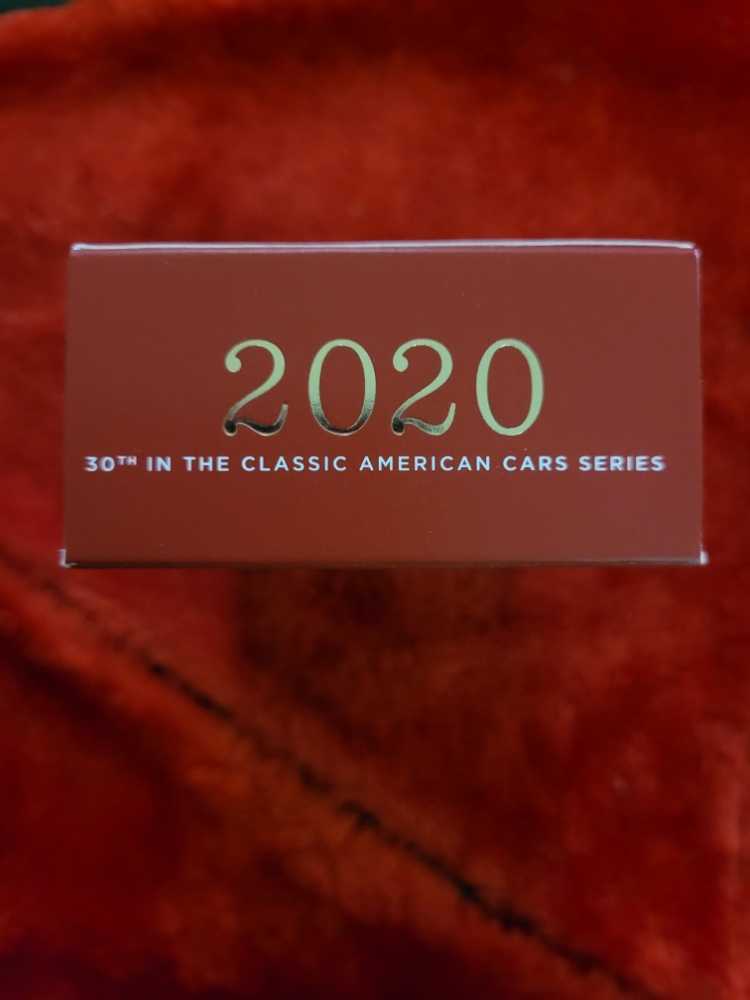 2020
30TH IN THE CLASSIC AMERICAN CARS SERIES